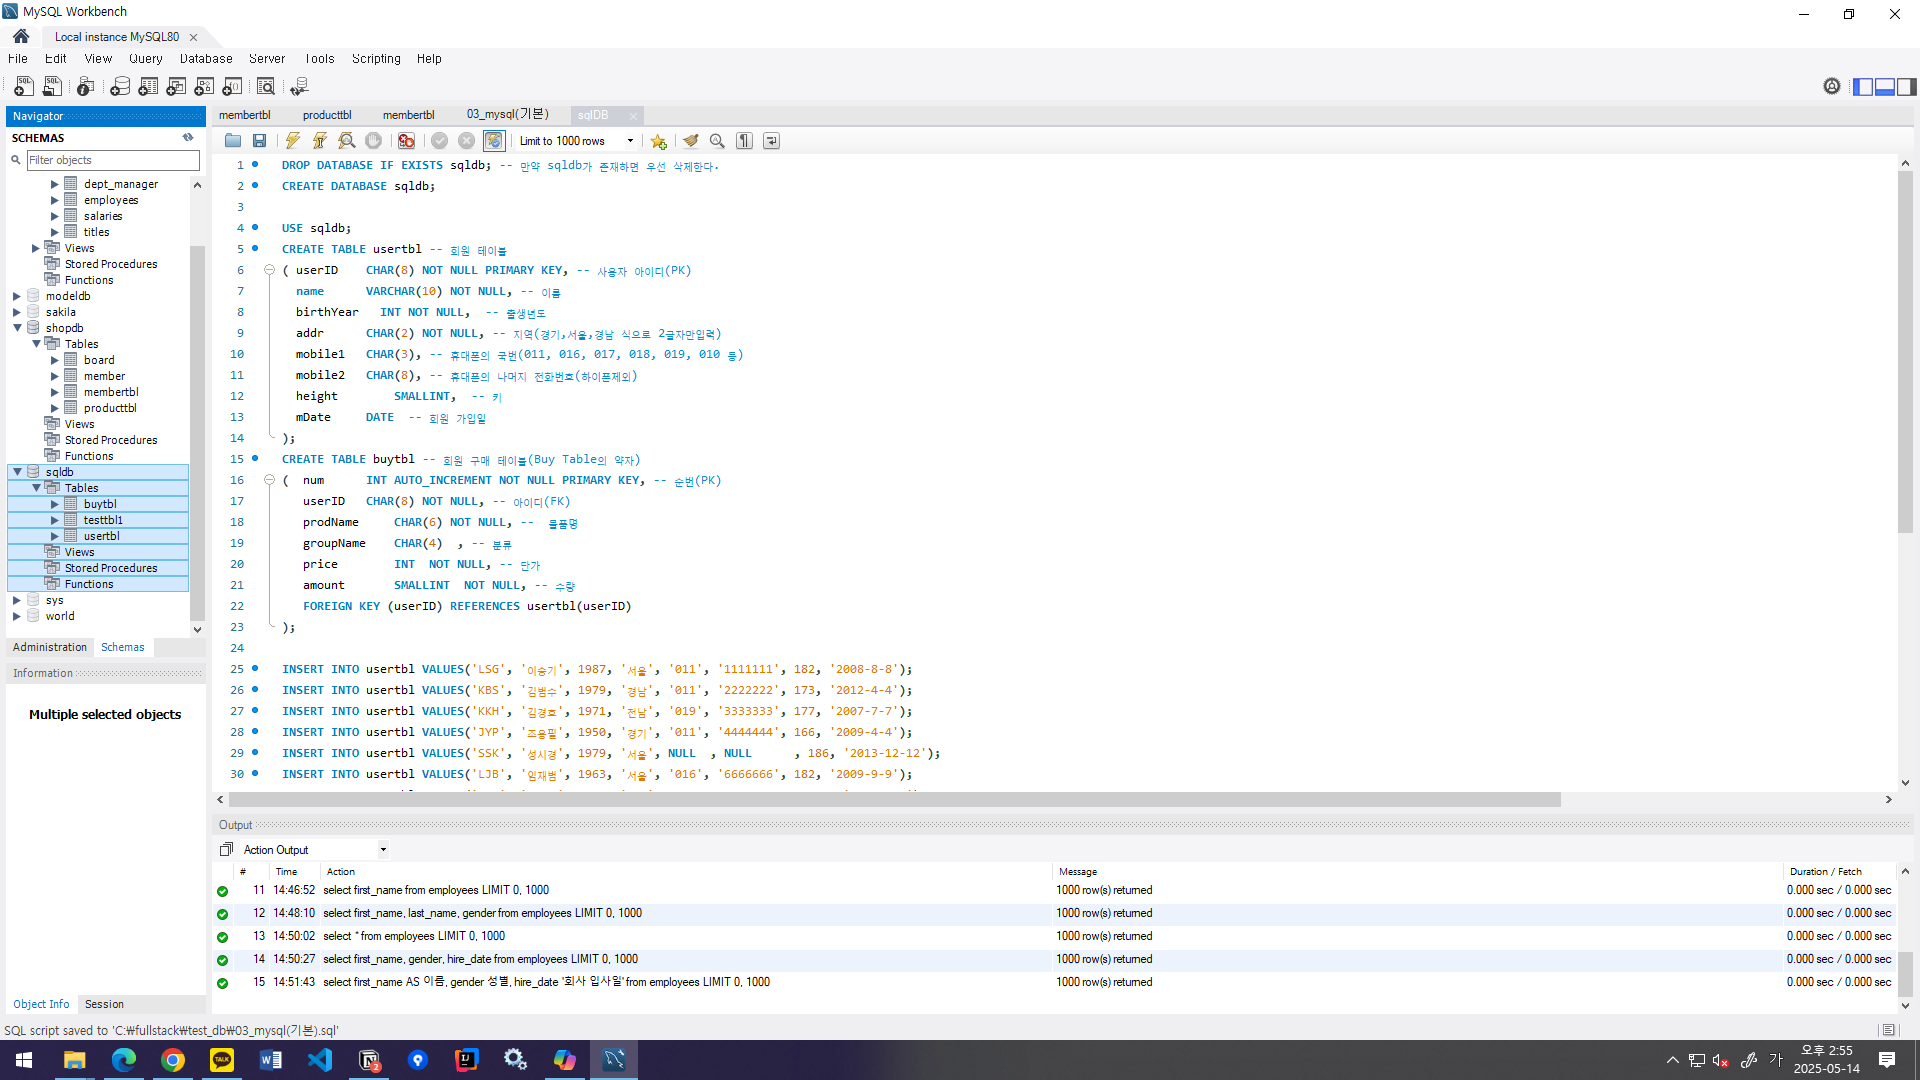 MySQL Workbench
Local instance MySQL80
File Edit View Query Database Server Tools Scripting Help
Navigator
SCHEMAS
Filter objects
dept_manager
employees
salaries
titles
Views
Stored Procedures
Functions
modeldb
sakila
shopdb
Tables
board
member
membertbl
producttbl
Views
Stored Procedures
Functions
sqldb
Tables
buytbl
testtbl1
usertbl
Views
Stored Procedures
Functions
sys
world
Administration Schemas
Information
Multiple selected objects
Object Info Session
membertbl producttbl membertbl 03_mysql(기본) sqlDB
Limit to 1000 rows
1 DROP DATABASE IF EXISTS sqldb; -- 만약 sqldb가 존재하면 우선 삭제한다.
2 CREATE DATABASE sqldb;
3
4 USE sqldb;
5 CREATE TABLE usertbl -- 회원 테이블
6 ( userID CHAR(8) NOT NULL PRIMARY KEY, -- 사용자 아이디(PK)
7 name VARCHAR(10) NOT NULL, -- 이름
8 birthYear INT NOT NULL, -- 출생년도
9 addr CHAR(2) NOT NULL, -- 지역(경기,서울,경남 식으로 2글자만입력)
10 mobile1 CHAR(3), -- 휴대폰의 국번(011, 016, 017, 018, 019, 010 등)
11 mobile2 CHAR(8), -- 휴대폰의 나머지 전화번호(하이폰제외)
12 height SMALLINT, -- 키
13 mDate DATE -- 회원 가입일
14 );
15 CREATE TABLE buytbl -- 회원 구매 테이블(Buy Table의 약자)
16 ( num INT AUTO_INCREMENT NOT NULL PRIMARY KEY, -- 순번(PK)
17 userID CHAR(8) NOT NULL, -- 아이디(FK)
18 prodName CHAR(6) NOT NULL, -- 물품명
19 groupName CHAR(4) , -- 분류
20 price INT NOT NULL, -- 단가
21 amount SMALLINT NOT NULL, -- 수량
22 FOREIGN KEY (userID) REFERENCES usertbl(userID)
23 );
24
25 INSERT INTO usertbl VALUES('LSG', '이승기', 1987, '서울', '011', '1111111', 182, '2008-8-8');
26 INSERT INTO usertbl VALUES('KBS', '김범수', 1979, '경남', '011', '2222222', 173, '2012-4-4');
27 INSERT INTO usertbl VALUES('KKH', '김경호', 1971, '전남', '019', '3333333', 177, '2007-7-7');
28 INSERT INTO usertbl VALUES('JYP', '조용필', 1950, '경기', '011', '4444444', 166, '2009-4-4');
29 INSERT INTO usertbl VALUES('SSK', '성시경', 1979, '서울', NULL , NULL , 186, '2013-12-12');
30 INSERT INTO usertbl VALUES('LJB', '임재범', 1963, '서울', '016', '6666666', 182, '2009-9-9');
Output
Action Output
# Time Action Message Duration / Fetch
11 14:46:52 select first_name from employees LIMIT 0, 1000 1000 row(s) returned 0.000 sec / 0.000 sec
12 14:48:10 select first_name, last_name, gender from employees LIMIT 0, 1000 1000 row(s) returned 0.000 sec / 0.000 sec
13 14:50:02 select * from employees LIMIT 0, 1000 1000 row(s) returned 0.000 sec / 0.000 sec
14 14:50:27 select first_name, gender, hire_date from employees LIMIT 0, 1000 1000 row(s) returned 0.000 sec / 0.000 sec
15 14:51:43 select first_name AS 이름, gender 성별, hire_date '회사 입사일' from employees LIMIT 0, 1000 1000 row(s) returned 0.000 sec / 0.000 sec
SQL script saved to 'C:₩fullstack₩test_db₩03_mysql(기본).sql'
가
오후 2:55
2025-05-14